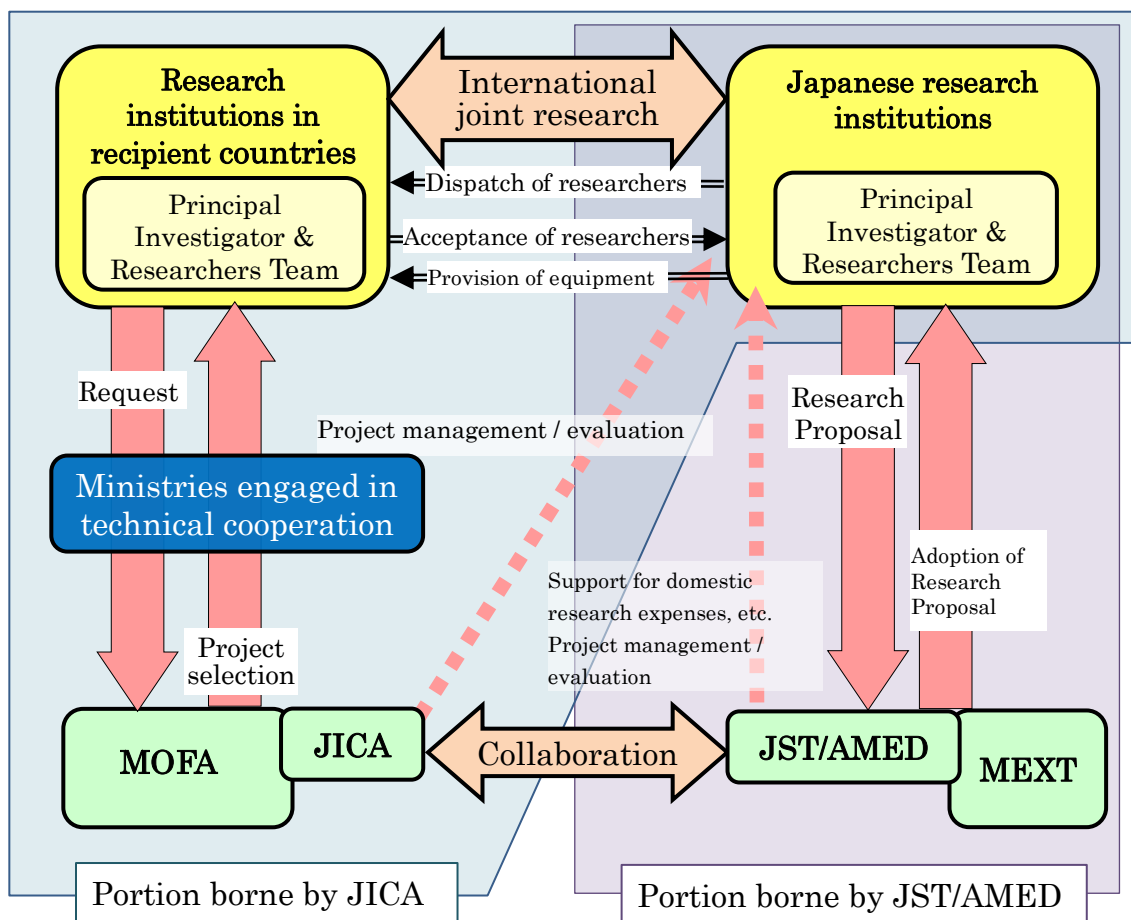 Research
institutions in
recipient countries
Principal
Investigator &
Researchers Team
International
joint research
Japanese research
institutions
Principal
Investigator &
Researchers Team
Dispatch of researchers
Acceptance of researchers
Provision of equipment
Request
Project management / evaluation
Research
Proposal
Ministries engaged in
technical cooperation
Adoption of
Research
Proposal
Support for domestic
research expenses, etc.
Project management /
evaluation
Project
selection
MOFA
JICA
Collaboration
JST/AMED
MEXT
Portion borne by JICA
Portion borne by JST/AMED